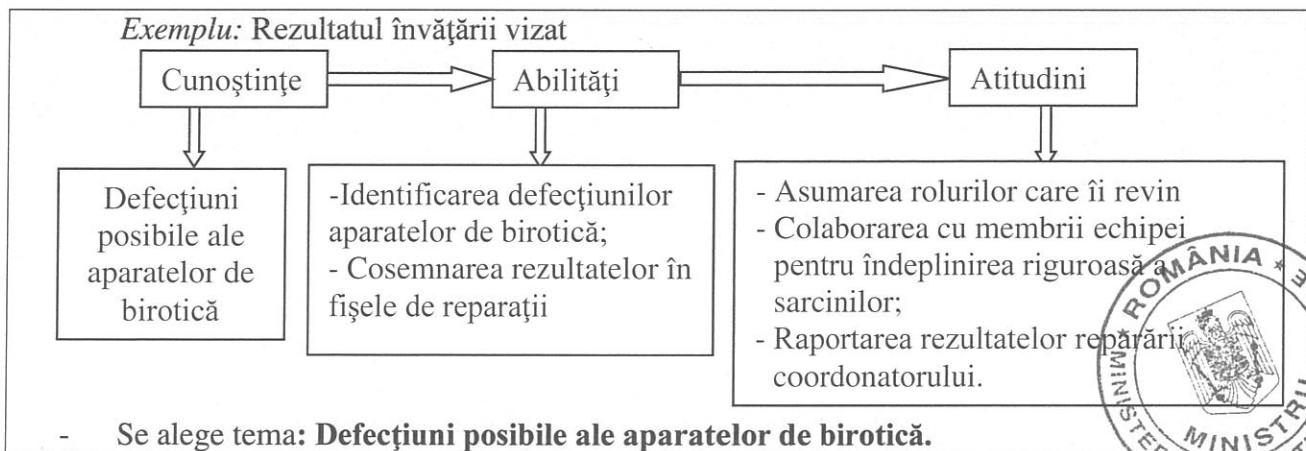 Exemplu: Rezultatul învăţării vizat
Cunoştinţe
Abilităţi
Atitudini
Defecţiuni
posibile ale
aparatelor de
birotică
-Identificarea defecţiunilor
aparatelor de birotică;
- Cosemnarea rezultatelor în
fişele de reparaţii
- Asumarea rolurilor care îi revin
- Colaborarea cu membrii echipei
pentru îndeplinirea riguroasă a
sarcinilor;
- Raportarea rezultatelor reparării
coordonatorului.
- Se alege tema: Defecţiuni posibile ale aparatelor de birotică.
ROMÂNIA
MINISTRU